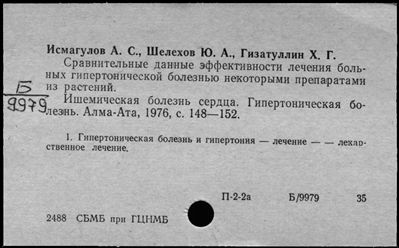 Исмагулов А. С., Шелехов Ю. А., Гизатуллин Х. Г.
Сравнительные данные эффективности лечения боль-
ных гипертонической болезнью некоторыми препаратами
из растений.
Б
9979
Ишемическая болезнь сердца. Гипертоническая бо-
лезнь. Алма-Ата, 1976, с. 148—152.
1. Гипертоническая болезнь и гипертония — лечение — — лекар-
ственное лечение.
П-2-2а Б/9979 35
2488 СБМБ при ГЦНМБ